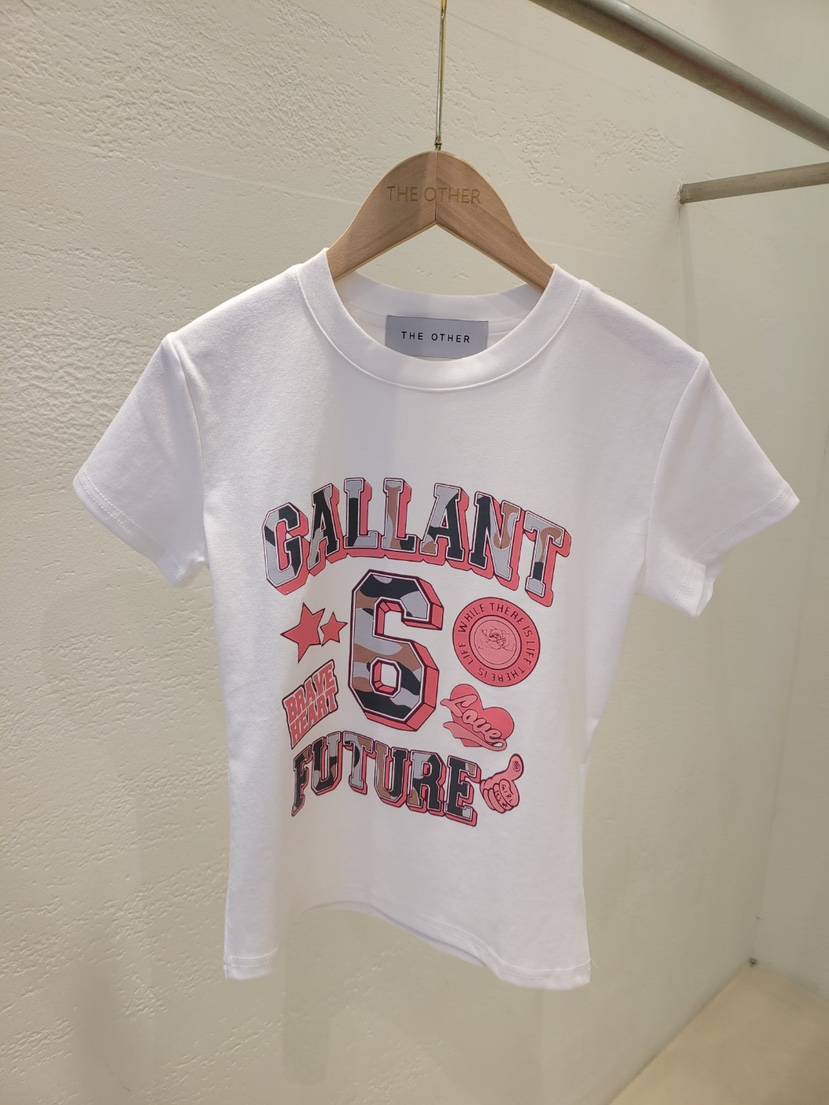 THE OTHER
THE OTHER
GALLANT
6
WHILE THERE IS LIFE THERE IS LIFE
BRAVE
HEART
Love
FUTURE